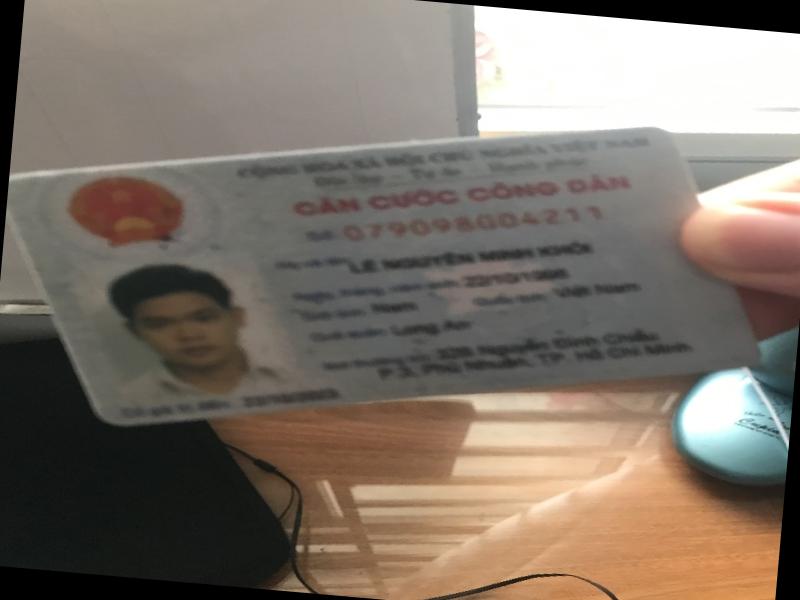 CỘNG HÒA XÃ HỘI CHỦ NGHĨA VIỆT NAM
Độc lập - Tự do - Hạnh phúc
CĂN CƯỚC CÔNG DÂN
Số: 079098004211
Họ và tên: LÊ NGUYỄN MINH KHÔI
Ngày, tháng, năm sinh: 22/10/1998
Giới tính: Nam Quốc tịch: Việt Nam
Quê quán: Long An
Nơi thường trú: Nguyễn Đình Chiểu
Phú Nhuận, TP. Hồ Chí Minh
Có giá trị đến: 22/10/2023